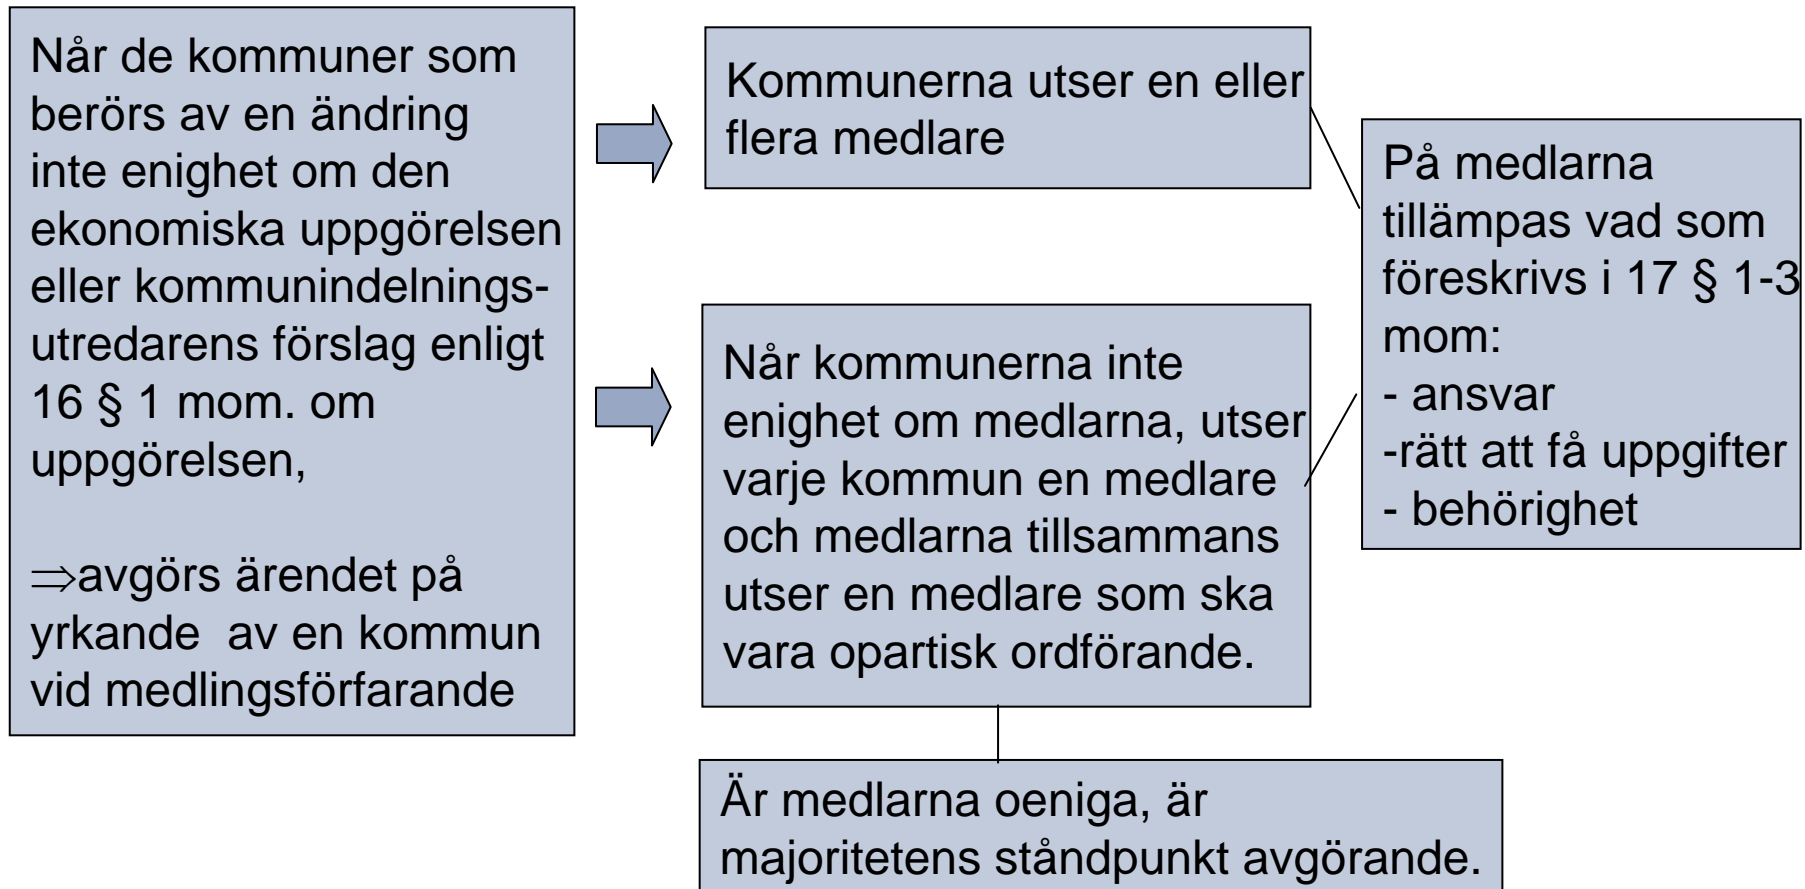 Når de kommuner som
berörs av en ändring
inte enighet om den
ekonomiska uppgörelsen
eller kommunindelnings-
utredarens förslag enligt
16 § 1 mom. om
uppgörelsen,
⇒avgörs ärendet på
yrkande av en kommun
vid medlingsförfarande
Kommunerna utser en eller
flera medlare
Når kommunerna inte
enighet om medlarna, utser
varje kommun en medlare
och medlarna tillsammans
utser en medlare som ska
vara opartisk ordförande.
Är medlarna oeniga, är
majoritetens ståndpunkt avgörande.
På medlarna
tillämpas vad som
föreskrivs i 17 § 1-3
mom:
- ansvar
-rätt att få uppgifter
- behörighet